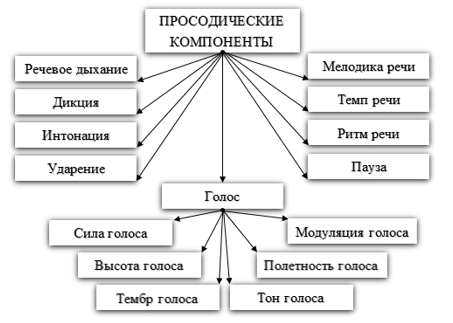 ПРОСОДИЧЕСКИЕ
КОМПОНЕНТЫ
Речевое дыхание
Дикция
Интонация
Ударение
Мелодика речи
Темп речи
Ритм речи
Пауза
Голос
Сила голоса
Высота голоса
Тембр голоса
Модуляция голоса
Полетность голоса
Тон голоса